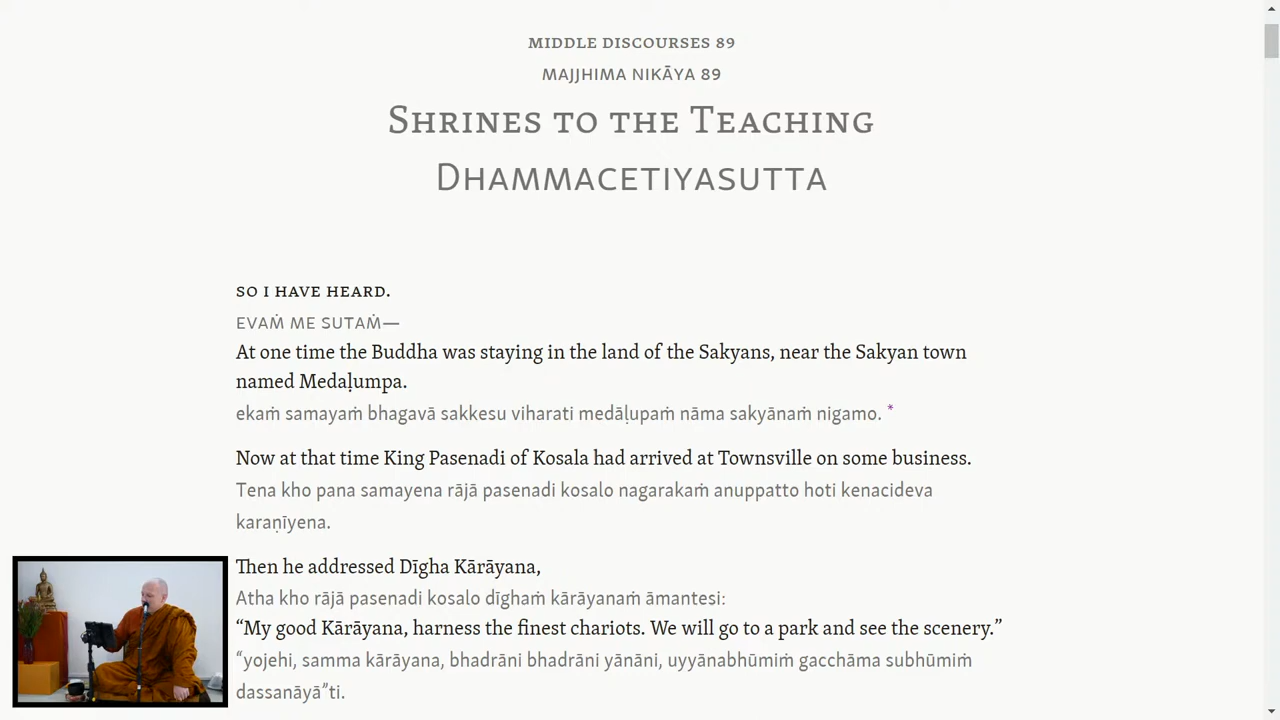 MIDDLE DISCOURSES 89
MAJJHIMA NIKĀYA 89
SHRINES TO THE TEACHING
DHAMMACETIYASUTTA
SO I HAVE HEARD.
EVAṀ ME SUTAṀ—
At one time the Buddha was staying in the land of the Sakyans, near the Sakyan town
named Medaḷumpa.
ekaṁ samayaṁ bhagavā sakkesu viharati medāḷupaṁ nāma sakyānaṁ nigamo. *
Now at that time King Pasenadi of Kosala had arrived at Townsville on some business.
Tena kho pana samayena rājā pasenadi kosalo nagarakaṁ anuppatto hoti kenacideva
karaṇīyena.
Then he addressed Dīgha Kārāyana,
Atha kho rājā pasenadi kosalo dīghaṁ kārāyanaṁ āmantesi:
“My good Kārāyana, harness the finest chariots. We will go to a park and see the scenery.”
“yojehi, samma kārāyana, bhadrāni bhadrāni yānāni, uyyānabhūmiṁ gacchāma subhūmiṁ
dassanāyā”ti.